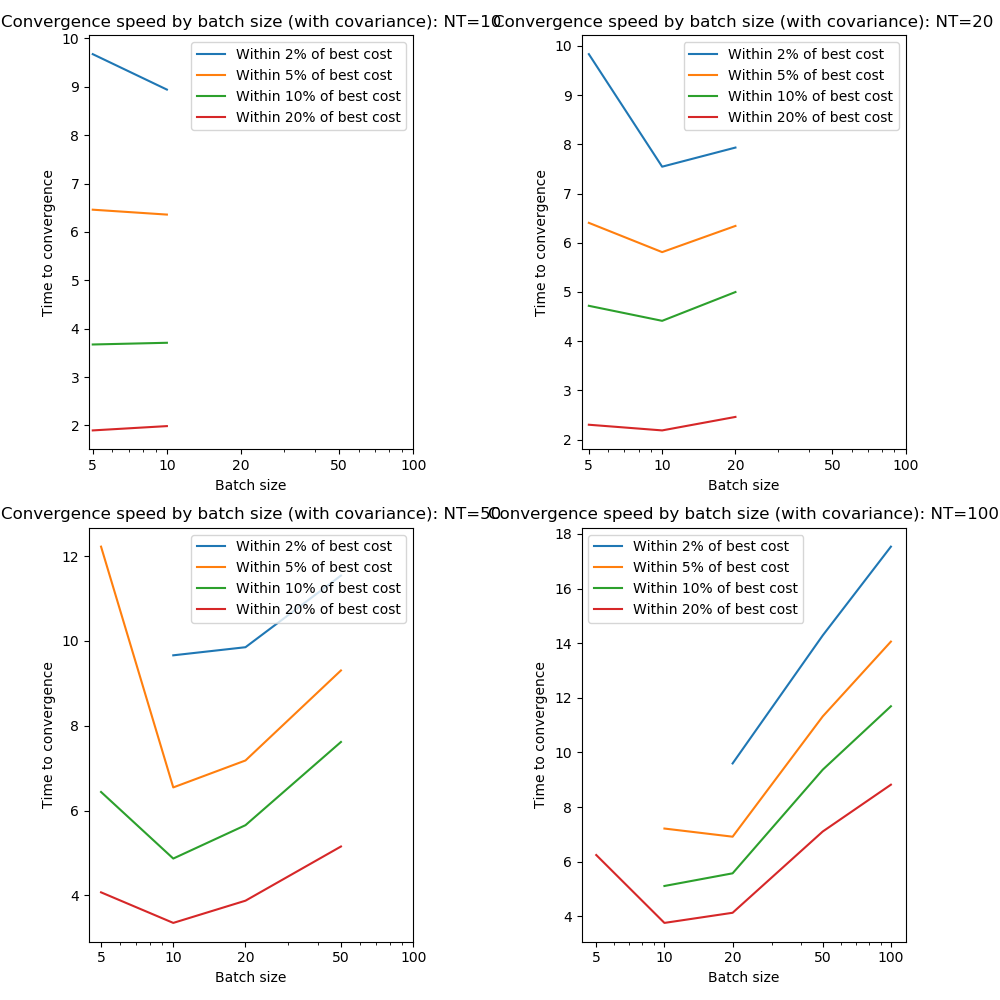 Convergence speed by batch size (with covariance): NT=10
10
9
8
7
6
5
4
3
2
Time to convergence
Within 2% of best cost
Within 5% of best cost
Within 10% of best cost
Within 20% of best cost
5 10 20 50 100
Batch size
Convergence speed by batch size (with covariance): NT=20
10
9
8
7
6
5
4
3
2
Time to convergence
Within 2% of best cost
Within 5% of best cost
Within 10% of best cost
Within 20% of best cost
5 10 20 50 100
Batch size
Convergence speed by batch size (with covariance): NT=50
12
10
8
6
4
Time to convergence
Within 2% of best cost
Within 5% of best cost
Within 10% of best cost
Within 20% of best cost
5 10 20 50 100
Batch size
Convergence speed by batch size (with covariance): NT=100
18
16
14
12
10
8
6
4
Time to convergence
Within 2% of best cost
Within 5% of best cost
Within 10% of best cost
Within 20% of best cost
5 10 20 50 100
Batch size